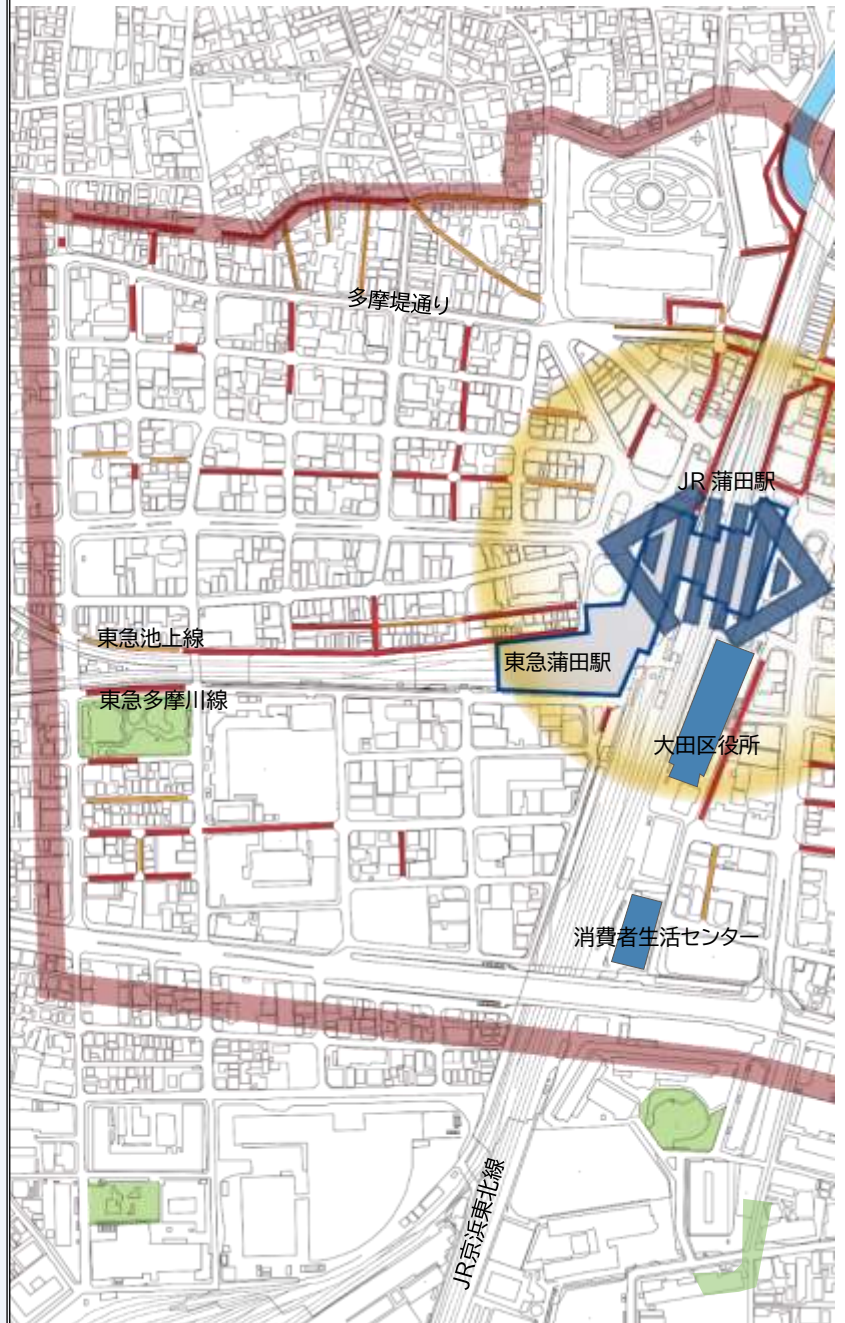 多摩堤通り
JR 蒲田駅
東急池上線
東急蒲田駅
東急多摩川線
大田区役所
消費者生活センター
JR京浜東北線